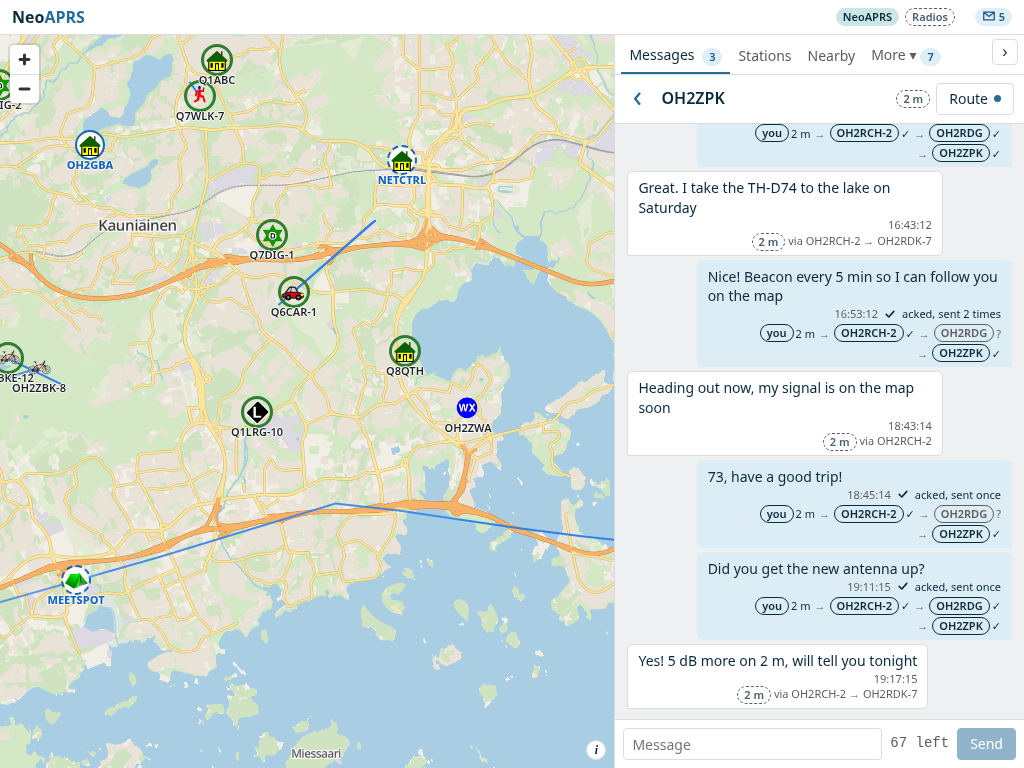 NeoAPRS
NeoAPRS
Radios
5
+
−
Q1ABC
IG-2
Q7WLK-7
OH2GBA
NETCTRL
Kauniainen
D
Q7DIG-1
Q6CAR-1
BKE-12
OH2ZBK-8
Q8QTH
L
Q1LRG-10
WX
OH2ZWA
MEETSPOT
Miessaari
i
Messages 3
Stations
Nearby
More ▾ 7
›
OH2ZPK
2 m
Route
you 2 m → OH2RCH-2 ✓ → OH2RDG ✓
→ OH2ZPK ✓
Great. I take the TH-D74 to the lake on
Saturday
16:43:12
2 m via OH2RCH-2 → OH2RDK-7
Nice! Beacon every 5 min so I can follow you
on the map
16:53:12 ✓ acked, sent 2 times
you 2 m → OH2RCH-2 ✓ → OH2RDG ?
→ OH2ZPK ✓
Heading out now, my signal is on the map
soon
18:43:14
2 m via OH2RCH-2
73, have a good trip!
18:45:14 ✓ acked, sent once
you 2 m → OH2RCH-2 ✓ → OH2RDG ?
→ OH2ZPK ✓
Did you get the new antenna up?
19:11:15 ✓ acked, sent once
you 2 m → OH2RCH-2 ✓ → OH2RDG ✓
→ OH2ZPK ✓
Yes! 5 dB more on 2 m, will tell you tonight
19:17:15
2 m via OH2RCH-2 → OH2RDK-7
Message
67 left
Send